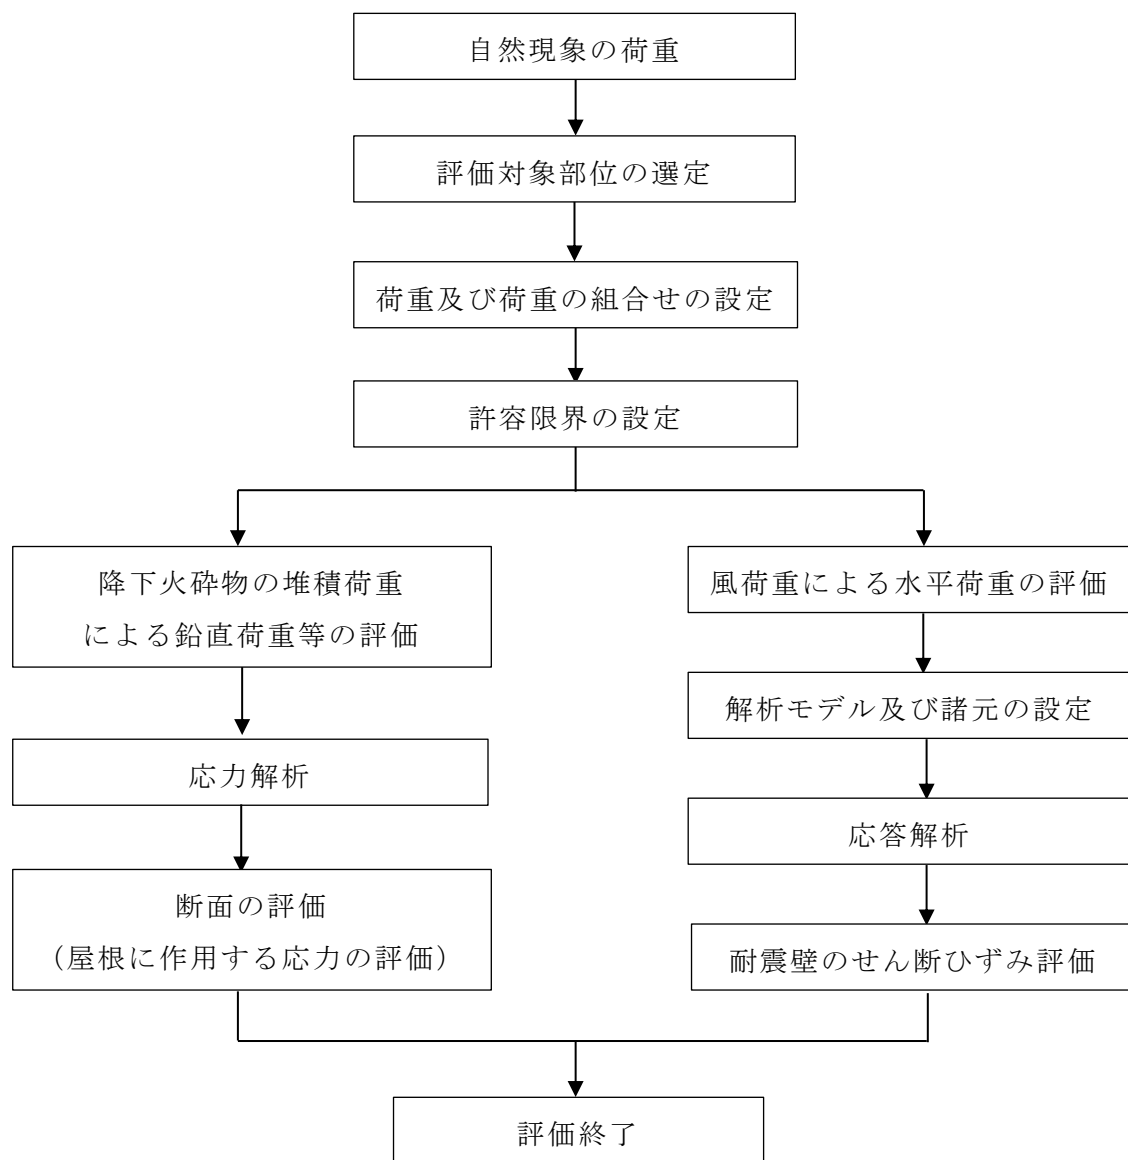 自然現象の荷重
評価対象部位の選定
荷重及び荷重の組合せの設定
許容限界の設定
降下火砕物の堆積荷重
による鉛直荷重等の評価
応力解析
断面の評価
（屋根に作用する応力の評価）
風荷重による水平荷重の評価
解析モデル及び諸元の設定
応答解析
耐震壁のせん断ひずみ評価
評価終了